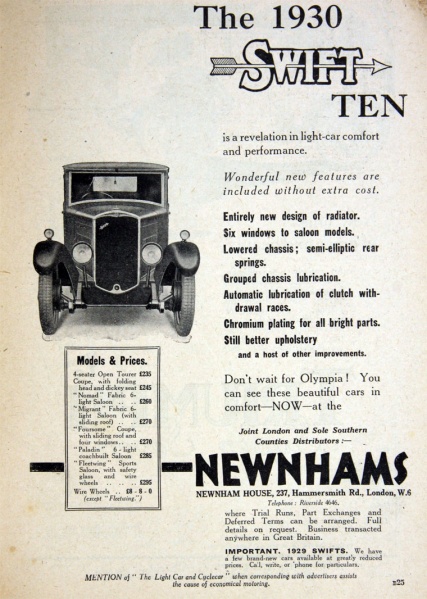 The 1930
SWIFT
TEN
is a revelation in light-car comfort
and performance.
Wonderful new features are
included without extra cost.
Entirely new design of radiator.
Six windows to saloon models.
Lowered chassis; semi-elliptic rear
springs.
Grouped chassis lubrication.
Automatic lubrication of clutch with-
drawal races.
Chromium plating for all bright parts.
Still better upholstery
and a host of other improvements.
Don't wait for Olympia! You
can see these beautiful cars in
comfort—NOW—at the
Models & Prices.
4-seater Open Tourer £235
Coupe, with folding
head and dickey seat £245
"Nomad" Fabric 6-
light Saloon .. .. £260
"Migrant" Fabric 6-
light Saloon (with
sliding roof) .. .. £270
"Foursome" Coupe,
with sliding roof and
four windows.. .. £270
"Paladin" 6-light
coachbuilt Saloon £285
"Fleetwing" Sports
Saloon, with safety
glass and wire
wheels .. .. .. £295
Wire Wheels .. £8-8-0
(except "Fleetwing.")
Joint London and Sole Southern
Counties Distributors :—
NEWNHAMS
NEWNHAM HOUSE, 237, Hammersmith Rd., London, W.6
Telephone: Riverside 4646.
where Trial Runs, Part Exchanges and
Deferred Terms can be arranged. Full
details on request. Business transacted
anywhere in Great Britain.
IMPORTANT. 1929 SWIFTS. We have
a few brand-new cars available at greatly reduced
prices. Call, write, or 'phone for particulars.
MENTION of "The Light Car and Cyclecar" when corresponding with advertisers assists
the cause of economical motoring.
B25